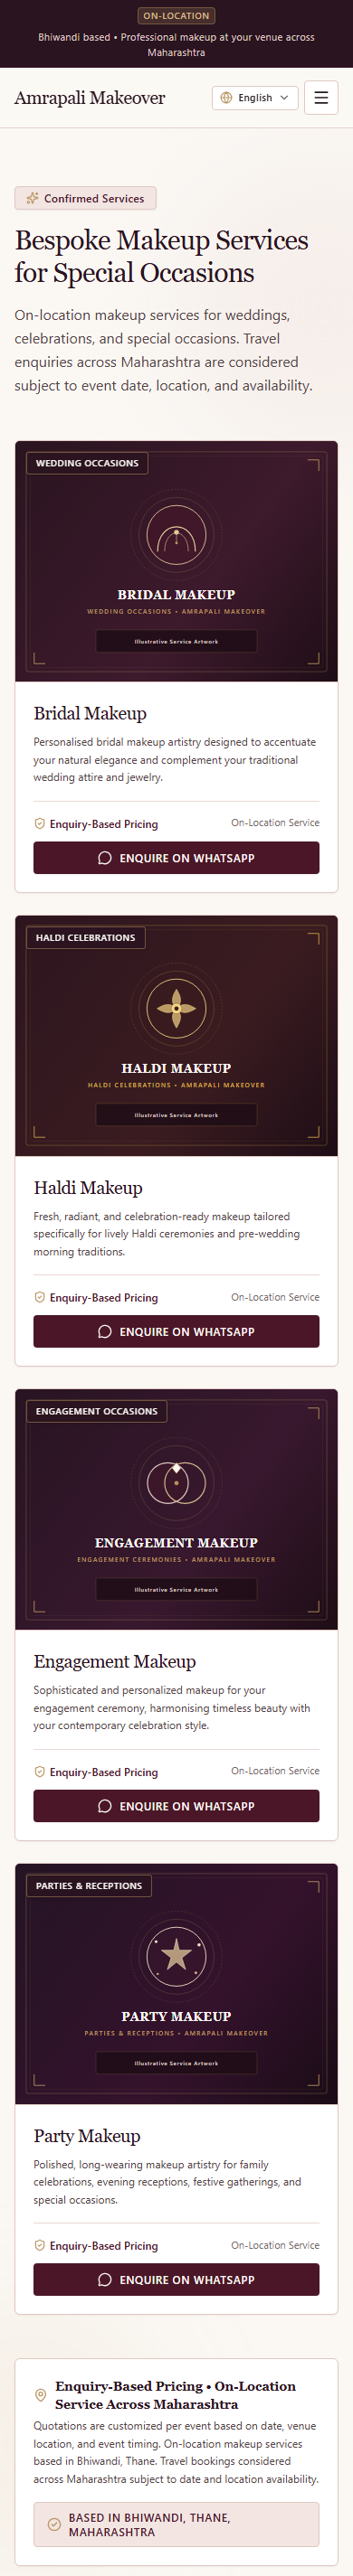 ON-LOCATION
Bhiwandi based • Professional makeup at your venue across
Maharashtra
Amrapali Makeover
English
Confirmed Services
Bespoke Makeup Services
for Special Occasions
On-location makeup services for weddings,
celebrations, and special occasions. Travel
enquiries across Maharashtra are considered
subject to event date, location, and availability.
WEDDING OCCASIONS
BRIDAL MAKEUP
WEDDING OCCASIONS • AMRAPALI MAKEOVER
Illustrative Service Artwork
Bridal Makeup
Personalised bridal makeup artistry designed to accentuate
your natural elegance and complement your traditional
wedding attire and jewelry.
Enquiry-Based Pricing On-Location Service
ENQUIRE ON WHATSAPP
HALDI CELEBRATIONS
HALDI MAKEUP
HALDI CELEBRATIONS • AMRAPALI MAKEOVER
Illustrative Service Artwork
Haldi Makeup
Fresh, radiant, and celebration-ready makeup tailored
specifically for lively Haldi ceremonies and pre-wedding
morning traditions.
Enquiry-Based Pricing On-Location Service
ENQUIRE ON WHATSAPP
ENGAGEMENT OCCASIONS
ENGAGEMENT MAKEUP
ENGAGEMENT CEREMONIES • AMRAPALI MAKEOVER
Illustrative Service Artwork
Engagement Makeup
Sophisticated and personalized makeup for your
engagement ceremony, harmonising timeless beauty with
your contemporary celebration style.
Enquiry-Based Pricing On-Location Service
ENQUIRE ON WHATSAPP
PARTIES & RECEPTIONS
PARTY MAKEUP
PARTIES & RECEPTIONS • AMRAPALI MAKEOVER
Illustrative Service Artwork
Party Makeup
Polished, long-wearing makeup artistry for family
celebrations, evening receptions, festive gatherings, and
special occasions.
Enquiry-Based Pricing On-Location Service
ENQUIRE ON WHATSAPP
Enquiry-Based Pricing • On-Location
Service Across Maharashtra
Quotations are customized per event based on date, venue
location, and event timing. On-location makeup services
based in Bhiwandi, Thane. Travel bookings considered
across Maharashtra subject to date and location availability.
BASED IN BHIWANDI, THANE,
MAHARASHTRA